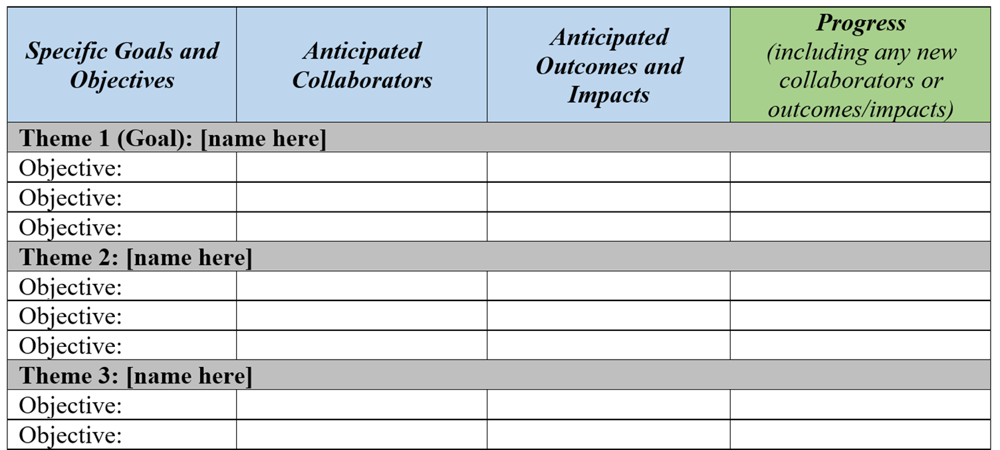 Specific Goals and
Objectives
Anticipated
Collaborators
Anticipated
Outcomes and
Impacts
Progress
(including any new
collaborators or
outcomes/impacts)
Theme 1 (Goal): [name here]
Objective:
Objective:
Objective:
Theme 2: [name here]
Objective:
Objective:
Objective:
Theme 3: [name here]
Objective:
Objective: